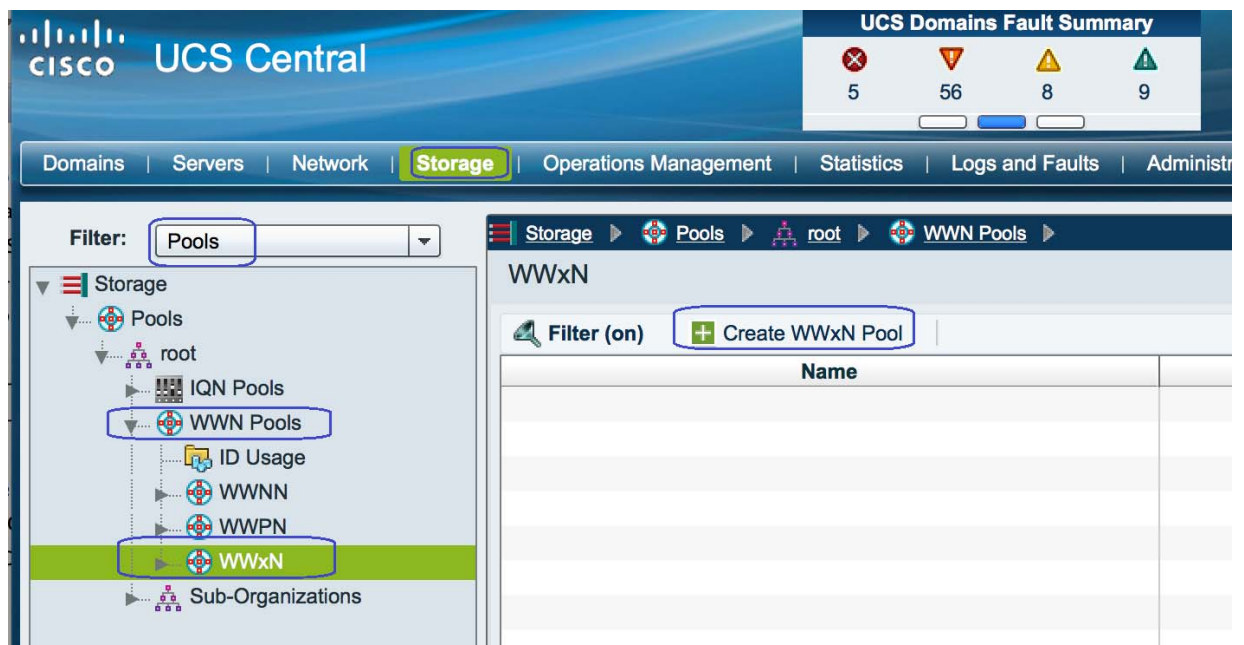 UCS Domains Fault Summary
CISCO UCS Central
5 56 8 9
Domains | Servers | Network | Storage | Operations Management | Statistics | Logs and Faults | Administr
Filter: Pools
Storage Pools root WWN Pools
WWxN
Filter (on) Create WWxN Pool
Name
Storage
Pools
root
IQN Pools
WWN Pools
ID Usage
WWNN
WWPN
WWxN
Sub-Organizations